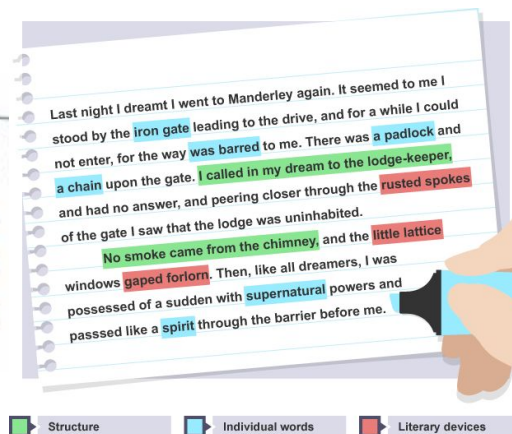 Last night I dreamt I went to Manderley again. It seemed to me I
stood by the iron gate leading to the drive, and for a while I could
not enter, for the way was barred to me. There was a padlock and
a chain upon the gate. I called in my dream to the lodge-keeper,
and had no answer, and peering closer through the rusted spokes
of the gate I saw that the lodge was uninhabited.
No smoke came from the chimney, and the little lattice
windows gaped forlorn. Then, like all dreamers, I was
possessed of a sudden with supernatural powers and
passsed like a spirit through the barrier before me.
Structure
Individual words
Literary devices